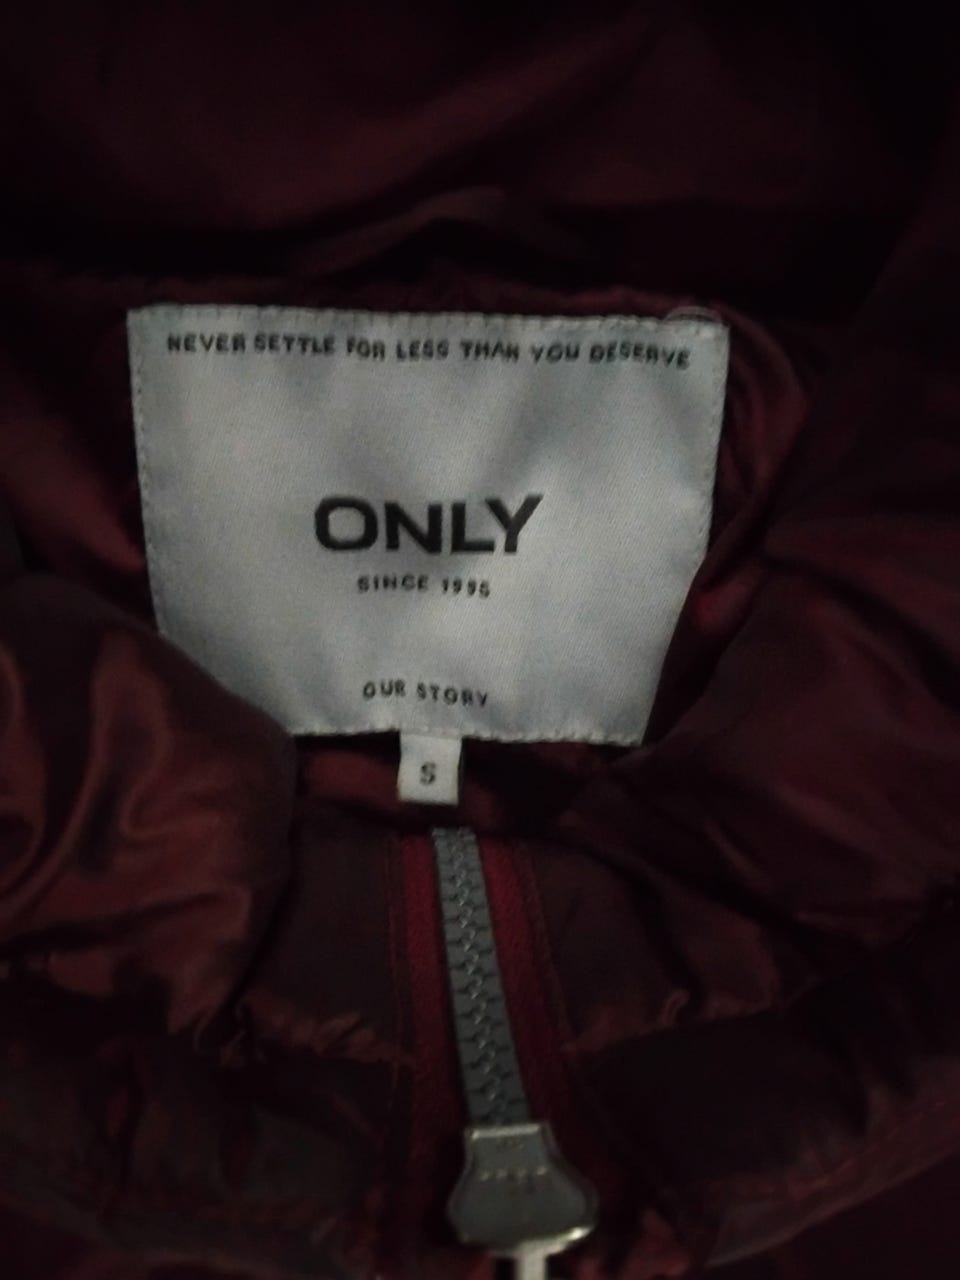 NEVER SETTLE FOR LESS THAN YOU DESERVE
ONLY
SINCE 1995
OUR STORY
S